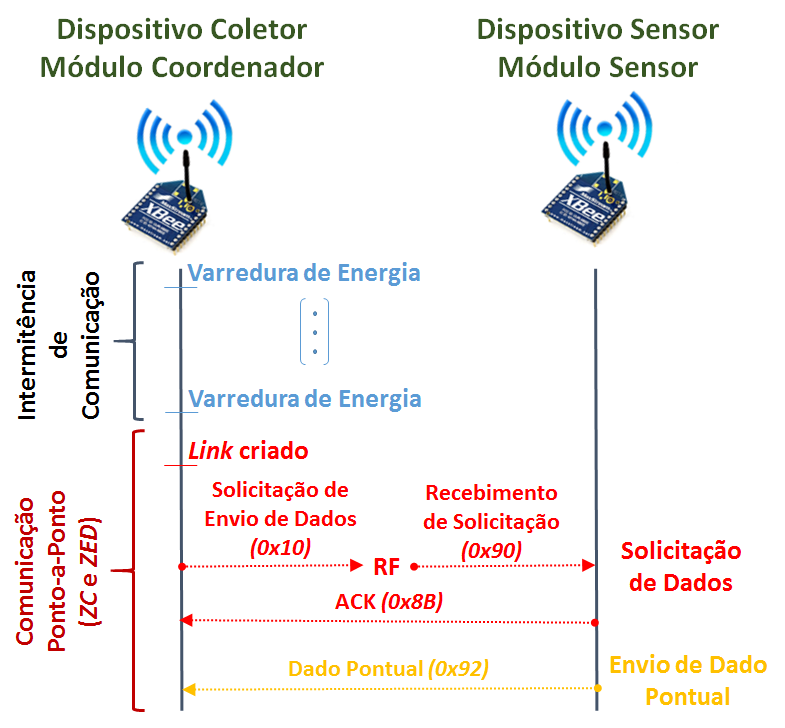 Dispositivo Coletor
Módulo Coordenador
Dispositivo Sensor
Módulo Sensor
XBee
XBee
Intermitência
de
Comunicação
Varredura de Energia
Varredura de Energia
Comunicação
Ponto-a-Ponto
(ZC e ZED)
Link criado
Solicitação de
Envio de Dados
(0x10)
RF
Recebimento
de Solicitação
(0x90)
Solicitação
de Dados
ACK (0x8B)
Dado Pontual (0x92)
Envio de Dado
Pontual